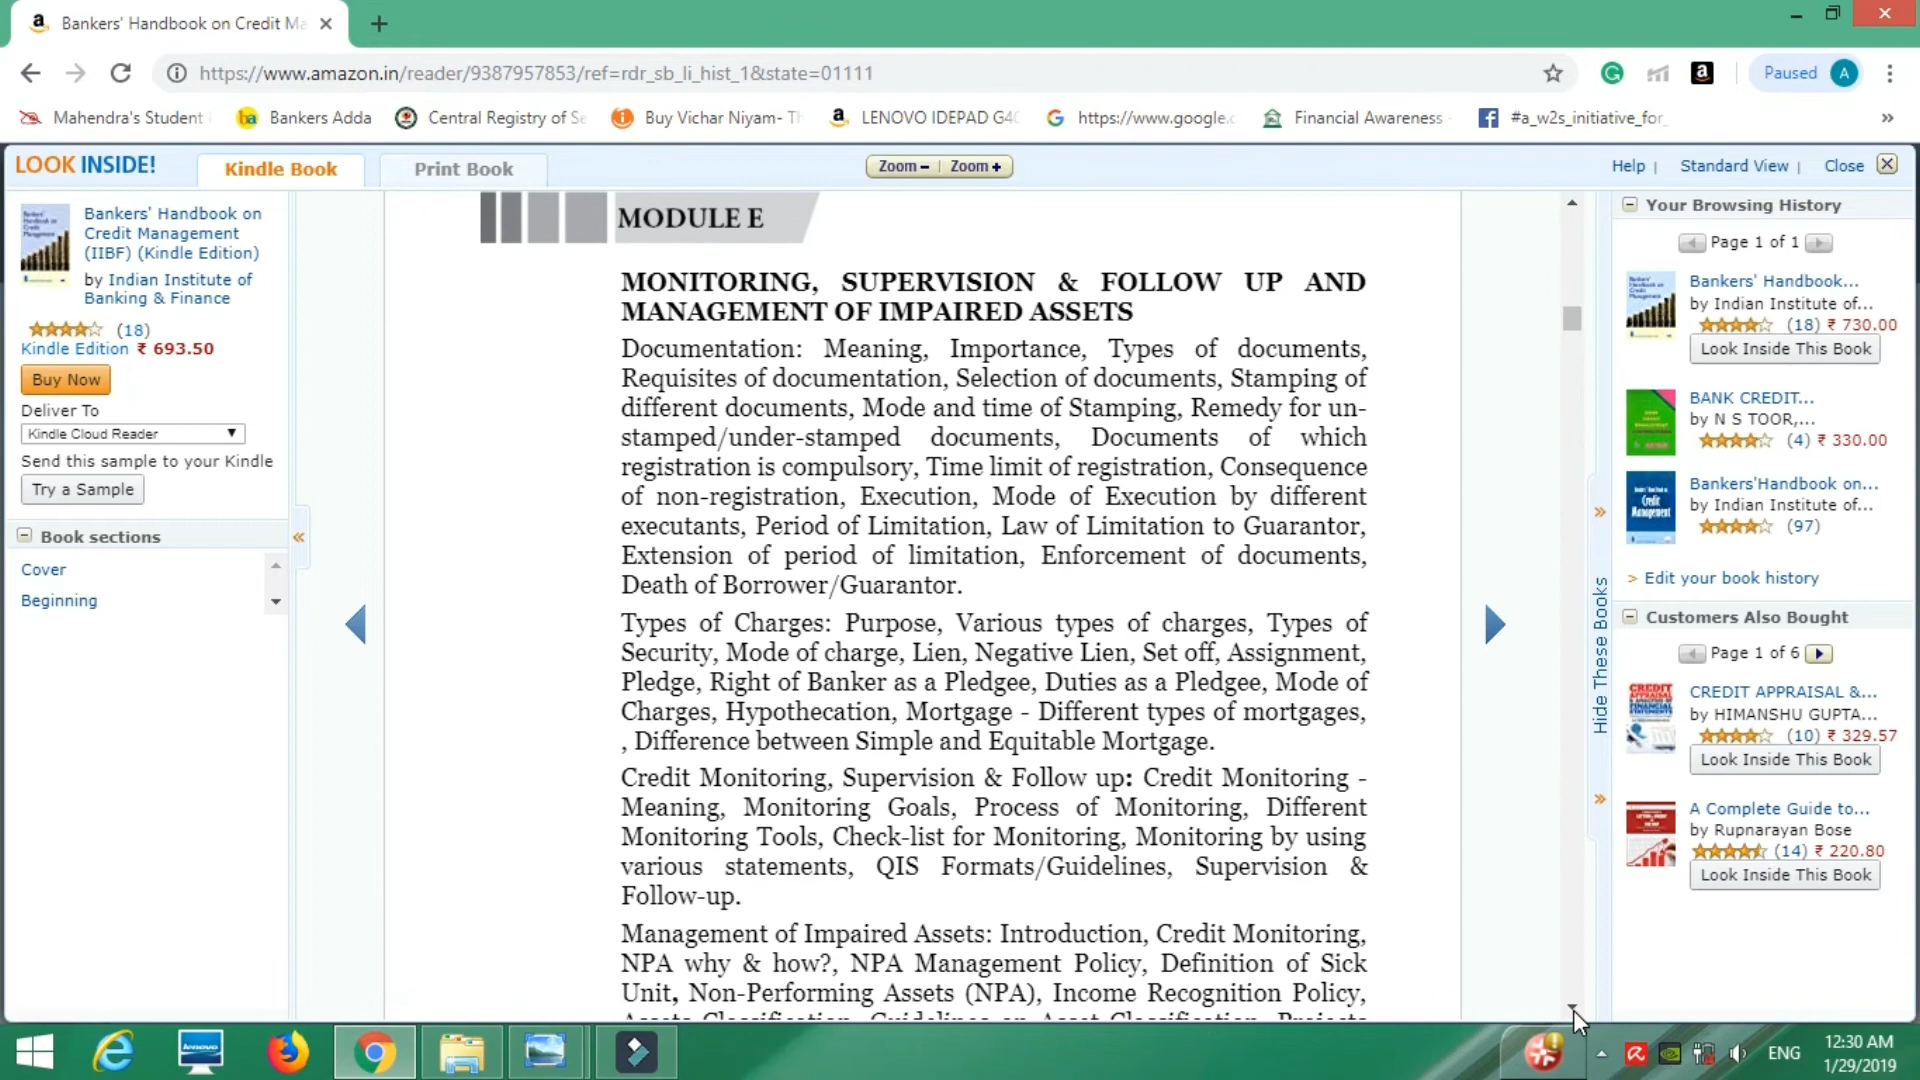 Bankers' Handbook on Credit Ma
https://www.amazon.in/reader/9387957853/ref=rdr_sb_li_hist_1&state=01111
Paused A
Mahendra's Student
Bankers Adda
Central Registry of Se
Buy Vichar Niyam- Th
LENOVO IDEPAD G40
https://www.google.c
Financial Awareness
#a_w2s_initiative_for_
LOOK INSIDE!
Kindle Book
Print Book
Zoom – | Zoom +
Help | Standard View | Close
Bankers' Handbook on
Credit Management
(IIBF) (Kindle Edition)
by Indian Institute of
Banking & Finance
(18)
Kindle Edition ₹ 693.50
Buy Now
Deliver To
Kindle Cloud Reader
Send this sample to your Kindle
Try a Sample
Book sections
Cover
Beginning
MODULE E
MONITORING, SUPERVISION & FOLLOW UP AND
MANAGEMENT OF IMPAIRED ASSETS
Documentation: Meaning, Importance, Types of documents,
Requisites of documentation, Selection of documents, Stamping of
different documents, Mode and time of Stamping, Remedy for un-
stamped/under-stamped documents, Documents of which
registration is compulsory, Time limit of registration, Consequence
of non-registration, Execution, Mode of Execution by different
executants, Period of Limitation, Law of Limitation to Guarantor,
Extension of period of limitation, Enforcement of documents,
Death of Borrower/Guarantor.
Types of Charges: Purpose, Various types of charges, Types of
Security, Mode of charge, Lien, Negative Lien, Set off, Assignment,
Pledge, Right of Banker as a Pledgee, Duties as a Pledgee, Mode of
Charges, Hypothecation, Mortgage - Different types of mortgages,
, Difference between Simple and Equitable Mortgage.
Credit Monitoring, Supervision & Follow up: Credit Monitoring -
Meaning, Monitoring Goals, Process of Monitoring, Different
Monitoring Tools, Check-list for Monitoring, Monitoring by using
various statements, QIS Formats/Guidelines, Supervision &
Follow-up.
Management of Impaired Assets: Introduction, Credit Monitoring,
NPA why & how?, NPA Management Policy, Definition of Sick
Unit, Non-Performing Assets (NPA), Income Recognition Policy,
Assets Classification, Guidelines on Asset Classification, Projects
Hide These Books
Your Browsing History
Page 1 of 1
Bankers' Handbook...
by Indian Institute of...
(18) ₹ 730.00
Look Inside This Book
BANK CREDIT...
by N S TOOR,...
(4) ₹ 330.00
Bankers'Handbook on...
by Indian Institute of...
(97)
> Edit your book history
Customers Also Bought
Page 1 of 6
CREDIT APPRAISAL &...
by HIMANSHU GUPTA...
(10) ₹ 329.57
Look Inside This Book
A Complete Guide to...
by Rupnarayan Bose
(14) ₹ 220.80
Look Inside This Book
ENG
12:30 AM
1/29/2019